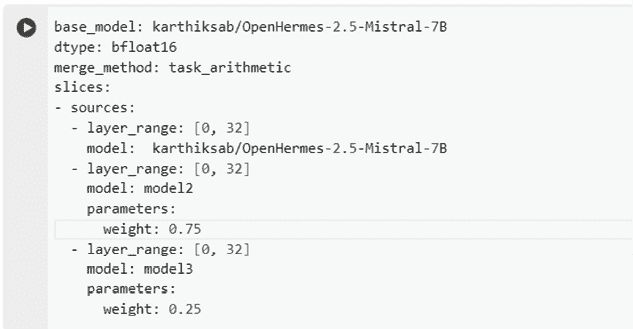 base_model: karthiksab/OpenHermes-2.5-Mistral-7B
dtype: bfloat16
merge_method: task_arithmetic
slices:
- sources:
  - layer_range: [0, 32]
    model:  karthiksab/OpenHermes-2.5-Mistral-7B
  - layer_range: [0, 32]
    model: model2
    parameters:
      weight: 0.75
  - layer_range: [0, 32]
    model: model3
    parameters:
      weight: 0.25